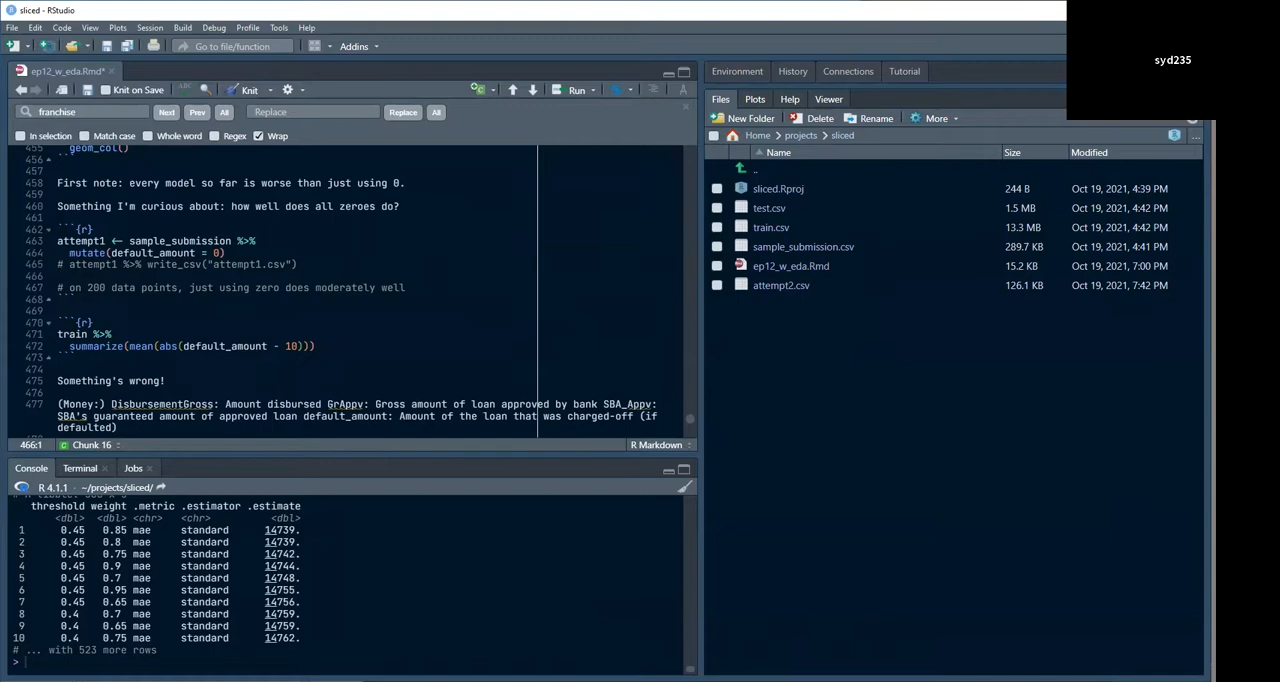 sliced - RStudio
File Edit Code View Plots Session Build Debug Profile Tools Help
Go to file/function Addins
syd235
ep12_w_eda.Rmd*
Knit on Save ABC Knit Run
franchise Next Prev All Replace Replace All
In selection Match case Whole word Regex Wrap
455 geom_col()
456 ```
457
458 First note: every model so far is worse than just using 0.
459
460 Something I'm curious about: how well does all zeroes do?
461
462 ```{r}
463 attempt1 <- sample_submission %>%
464 mutate(default_amount = 0)
465 # attempt1 %>% write_csv("attempt1.csv")
466
467 # on 200 data points, just using zero does moderately well
468 ```
469
470 ```{r}
471 train %>%
472 summarize(mean(abs(default_amount - 10)))
473 ```
474
475 Something's wrong!
476
477 (Money:) DisbursementGross: Amount disbursed GrAppv: Gross amount of loan approved by bank SBA_Appv:
SBA's guaranteed amount of approved loan default_amount: Amount of the loan that was charged-off (if
defaulted)
466:1 Chunk 16 R Markdown
Console Terminal Jobs
R 4.1.1 · ~/projects/sliced/
threshold weight .metric .estimator .estimate
<dbl> <dbl> <chr> <chr> <dbl>
1 0.45 0.85 mae standard 14739.
2 0.45 0.8 mae standard 14739.
3 0.45 0.75 mae standard 14742.
4 0.45 0.9 mae standard 14744.
5 0.45 0.7 mae standard 14748.
6 0.45 0.95 mae standard 14755.
7 0.45 0.65 mae standard 14756.
8 0.4 0.7 mae standard 14759.
9 0.4 0.65 mae standard 14759.
10 0.4 0.75 mae standard 14762.
# ... with 523 more rows
>
Environment History Connections Tutorial
Files Plots Help Viewer
New Folder Delete Rename More
Home projects sliced ...
Name Size Modified
..
sliced.Rproj 244 B Oct 19, 2021, 4:39 PM
test.csv 1.5 MB Oct 19, 2021, 4:42 PM
train.csv 13.3 MB Oct 19, 2021, 4:42 PM
sample_submission.csv 289.7 KB Oct 19, 2021, 4:41 PM
ep12_w_eda.Rmd 15.2 KB Oct 19, 2021, 7:00 PM
attempt2.csv 126.1 KB Oct 19, 2021, 7:42 PM